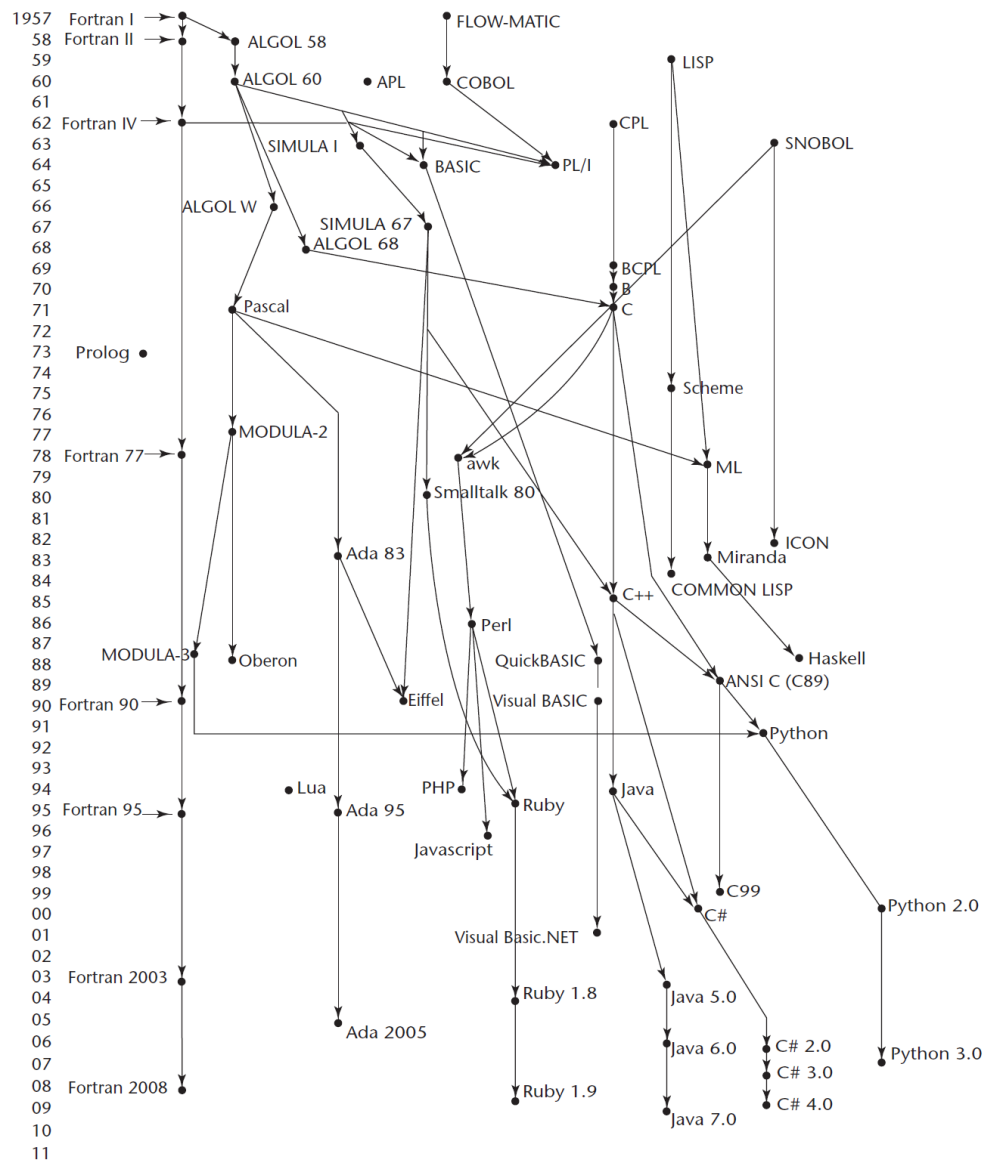 1957 Fortran I FLOW-MATIC
58 Fortran II ALGOL 58
59 LISP
60 ALGOL 60 APL COBOL
61
62 Fortran IV CPL
63 SIMULA I SNOBOL
64 BASIC PL/I
65
66 ALGOL W
67 SIMULA 67
68 ALGOL 68
69 BCPL
70 B
71 Pascal C
72
73 Prolog
74
75 Scheme
76
77 MODULA-2
78 Fortran 77 awk ML
79
80 Smalltalk 80
81
82 ICON
83 Ada 83 Miranda
84 COMMON LISP
85 C++
86 Perl
87
88 MODULA-3 Oberon QuickBASIC Haskell
89 ANSI C (C89)
90 Fortran 90 Eiffel Visual BASIC
91 Python
92
93
94 Lua PHP Java
95 Fortran 95 Ada 95 Ruby
96
97 Javascript
98
99 C99
00 C# Python 2.0
01 Visual Basic.NET
02
03 Fortran 2003
04 Ruby 1.8 Java 5.0
05 Ada 2005
06 Java 6.0 C# 2.0
07 C# 3.0 Python 3.0
08 Fortran 2008 Ruby 1.9
09 Java 7.0 C# 4.0
10
11